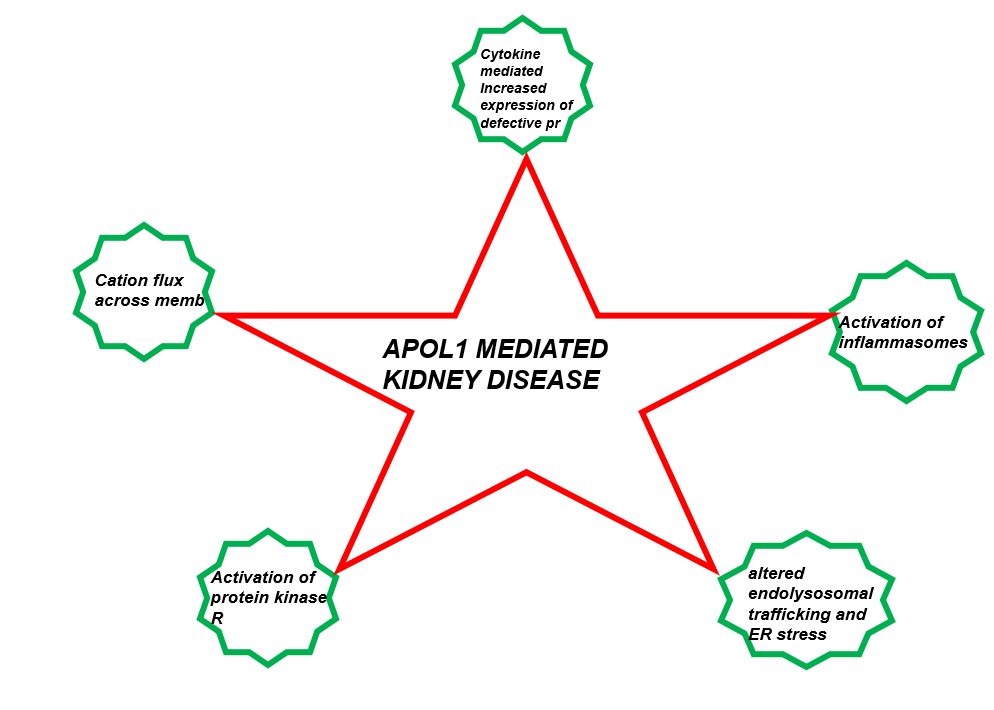 Cytokine
mediated
Increased
expression of
defective pr
Cation flux
across memb
Activation of
inflammasomes
APOL1 MEDIATED
KIDNEY DISEASE
Activation of
protein kinase
R
altered
endolysosomal
trafficking and
ER stress